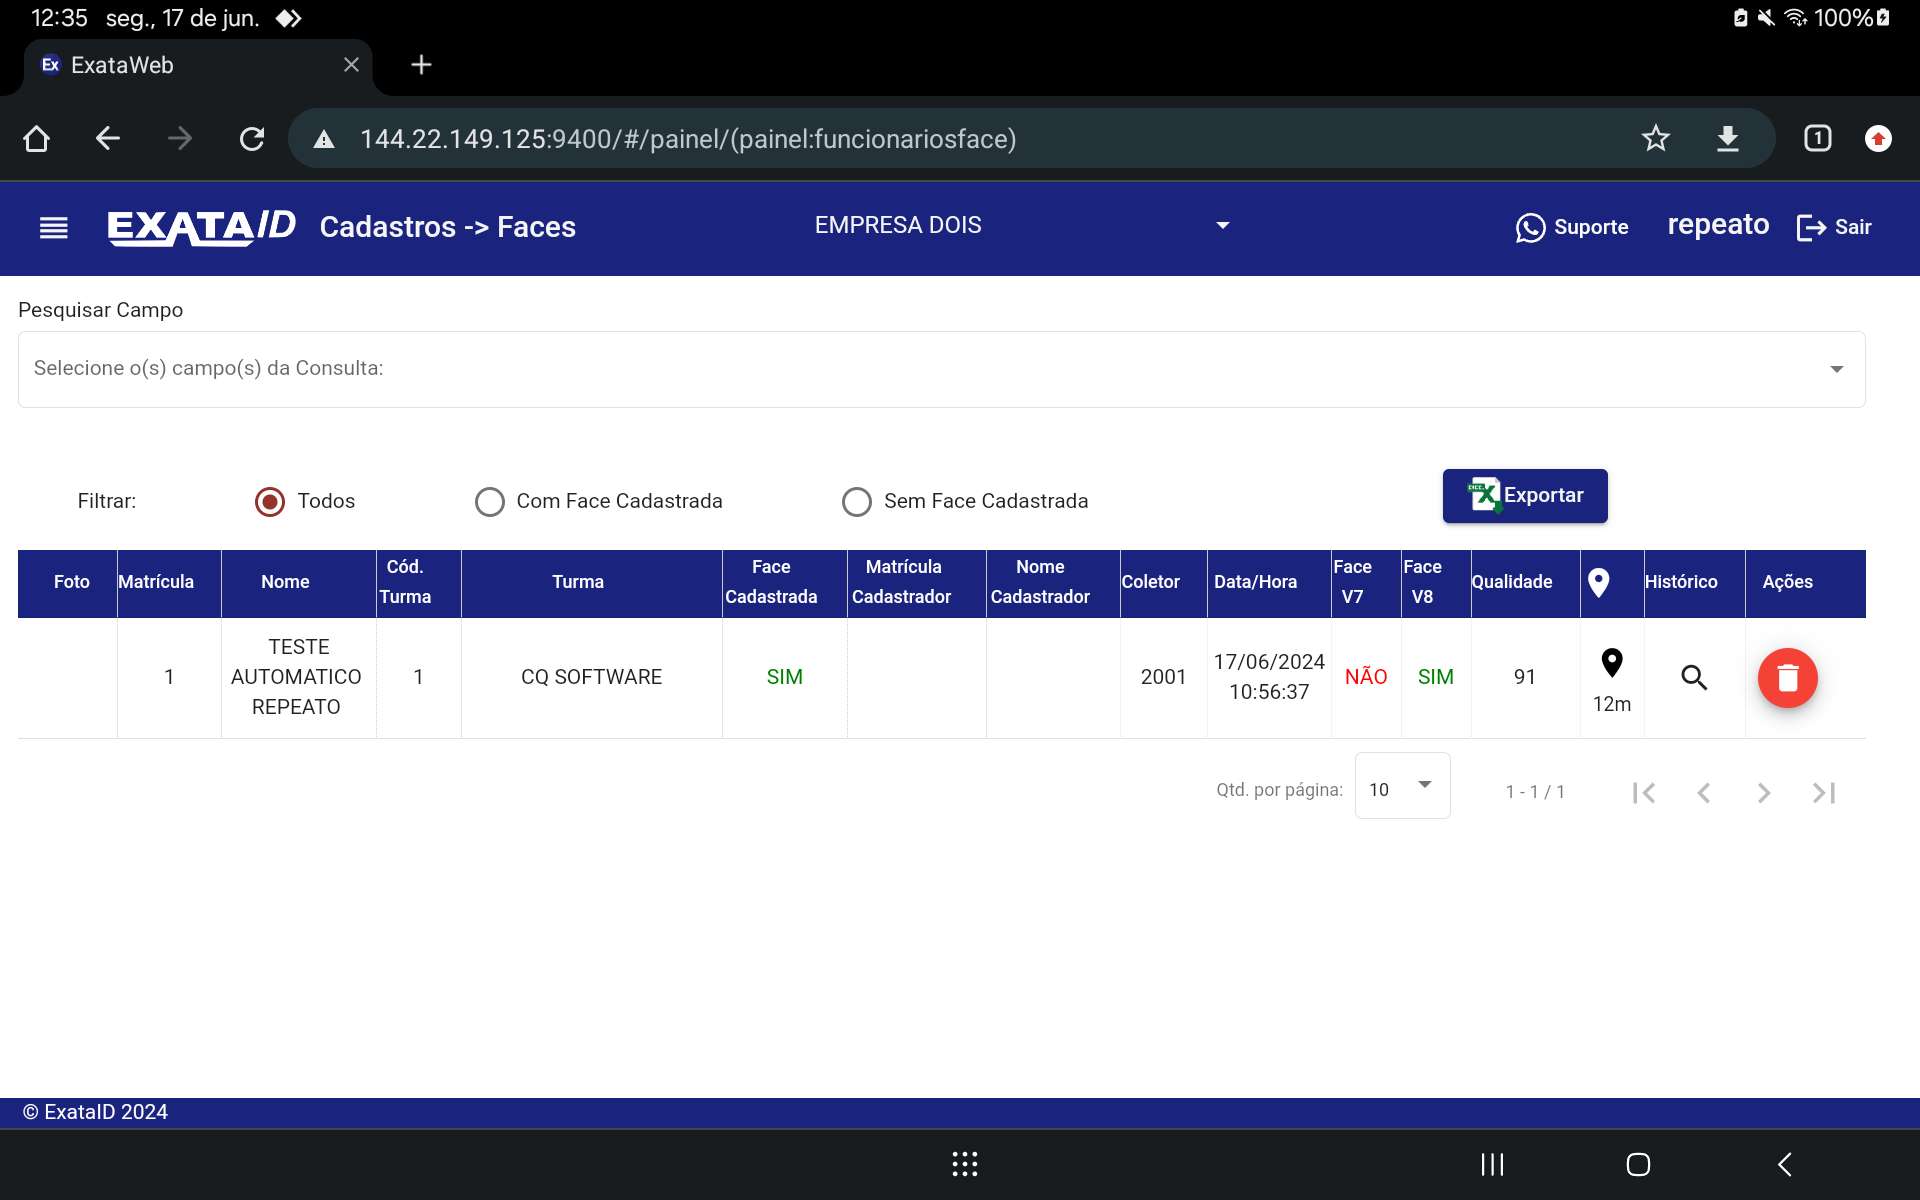 12:35 seg., 17 de jun. 100%
Ex ExataWeb
144.22.149.125:9400/#/painel/(painel:funcionariosface) 1
EXATAID Cadastros -> Faces EMPRESA DOIS Suporte repeato Sair
Pesquisar Campo
Selecione o(s) campo(s) da Consulta:
Filtrar: Todos Com Face Cadastrada Sem Face Cadastrada Exportar
Foto Matrícula Nome Cód. Turma Turma Face Cadastrada Matrícula Cadastrador Nome Cadastrador Coletor Data/Hora Face V7 Face V8 Qualidade Histórico Ações
1 TESTE AUTOMATICO REPEATO 1 CQ SOFTWARE SIM 2001 17/06/2024 10:56:37 NÃO SIM 91 12m
Qtd. por página: 10 1 - 1 / 1
© ExataID 2024